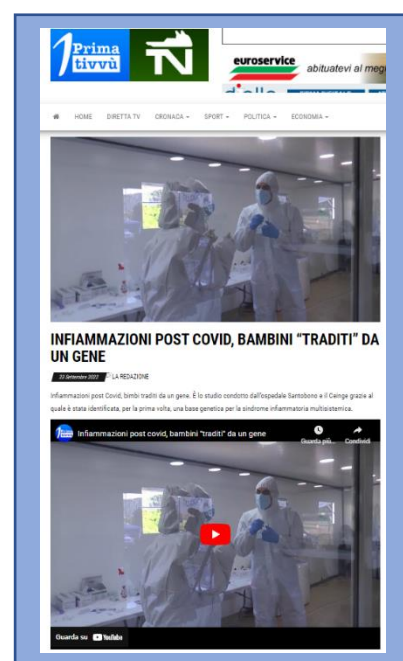 1 Prima
tivvù
TN
euroservice
abituatevi al meg
HOME DIRETTA TV CRONACA SPORT POLITICA ECONOMIA
INFIAMMAZIONI POST COVID, BAMBINI “TRADITI” DA
UN GENE
LA REDAZIONE
Infiammazioni post Covid, bimbi traditi da un gene. È lo studio condotto dall'ospedale Santobono e il Ceinge grazie al
quale è stata identificata, per la prima volta, una base genetica per la sindrome infiammatoria multisistemica.
Infiammazioni post covid, bambini "traditi" da un gene
Guarda più... Condividi
Guarda su YouTube